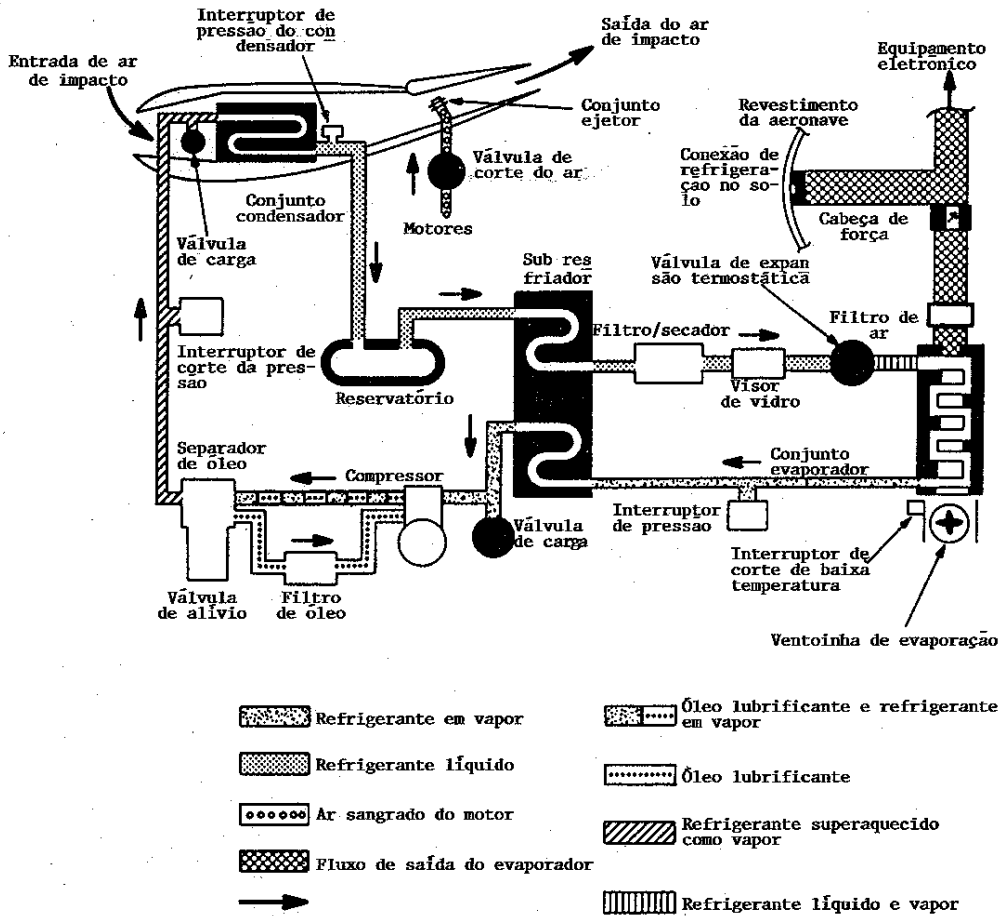 Interruptor de
pressão do con
densador
Saída do ar
de impacto
Entrada de ar
de impacto
Equipamento
eletrônico
Conjunto
ejetor
Revestimento
da aeronave
Válvula de
corte do ar
Conexão de
refrigera-
ção no so-
lo
Conjunto
condensador
Motores
Cabeça de
força
Válvula
de carga
Sub res
friador
Válvula de expan
são termostática
Filtro/secador
Filtro de
ar
Interruptor de
corte da pres-
são
Reservatório
Visor
de vidro
Separador
de óleo
Compressor
Conjunto
evaporador
Válvula
de carga
Interruptor
de pressão
Interruptor de
corte de baixa
temperatura
Válvula
de alívio
Filtro
de óleo
Ventoinha de evaporação
Refrigerante em vapor
Óleo lubrificante e refrigerante
em vapor
Refrigerante líquido
Óleo lubrificante
Ar sangrado do motor
Refrigerante superaquecido
como vapor
Fluxo de saída do evaporador
Refrigerante líquido e vapor